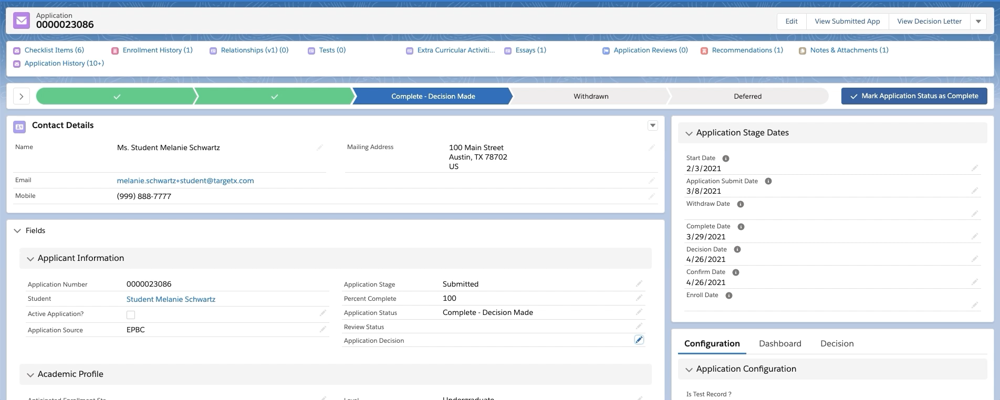 Application
0000023086
Edit
View Submitted App
View Decision Letter
Checklist Items (6)
Enrollment History (1)
Relationships (v1) (0)
Tests (0)
Extra Curricular Activiti...
Essays (1)
Application Reviews (0)
Recommendations (1)
Notes & Attachments (1)
Application History (10+)
Complete - Decision Made
Withdrawn
Deferred
Mark Application Status as Complete
Contact Details
Name
Ms. Student Melanie Schwartz
Mailing Address
100 Main Street
Austin, TX 78702
US
Email
melanie.schwartz+student@targetx.com
Mobile
(999) 888-7777
Fields
Applicant Information
Application Number
0000023086
Student
Student Melanie Schwartz
Active Application?
Application Source
EPBC
Application Stage
Submitted
Percent Complete
100
Application Status
Complete - Decision Made
Review Status
Application Decision
Academic Profile
Anticipated Enrollment Sta
Level
Undergraduate
Application Stage Dates
Start Date
2/3/2021
Application Submit Date
3/8/2021
Withdraw Date
Complete Date
3/29/2021
Decision Date
4/26/2021
Confirm Date
4/26/2021
Enroll Date
Configuration
Dashboard
Decision
Application Configuration
Is Test Record ?